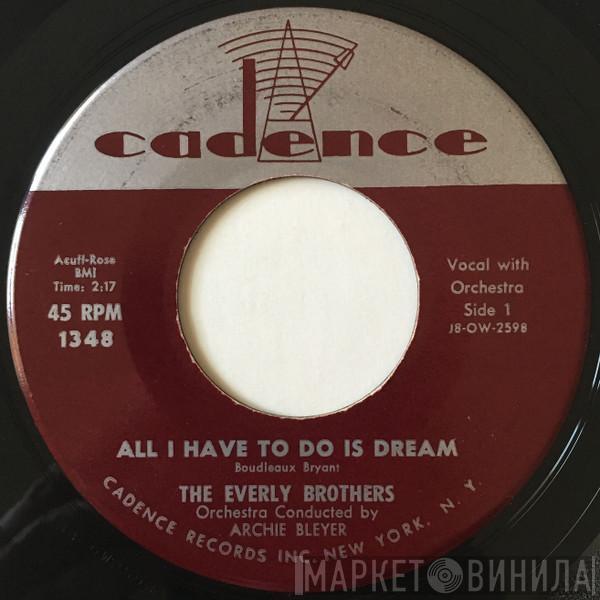 cadence
Acuff-Rose
BMI
Time: 2:17
45 RPM
1348
Vocal with
Orchestra
Side 1
J8-OW-2598
ALL I HAVE TO DO IS DREAM
Boudleaux Bryant
THE EVERLY BROTHERS
Orchestra Conducted by
ARCHIE BLEYER
CADENCE RECORDS INC. NEW YORK, N. Y.
МАРКЕТ ВИНИЛА